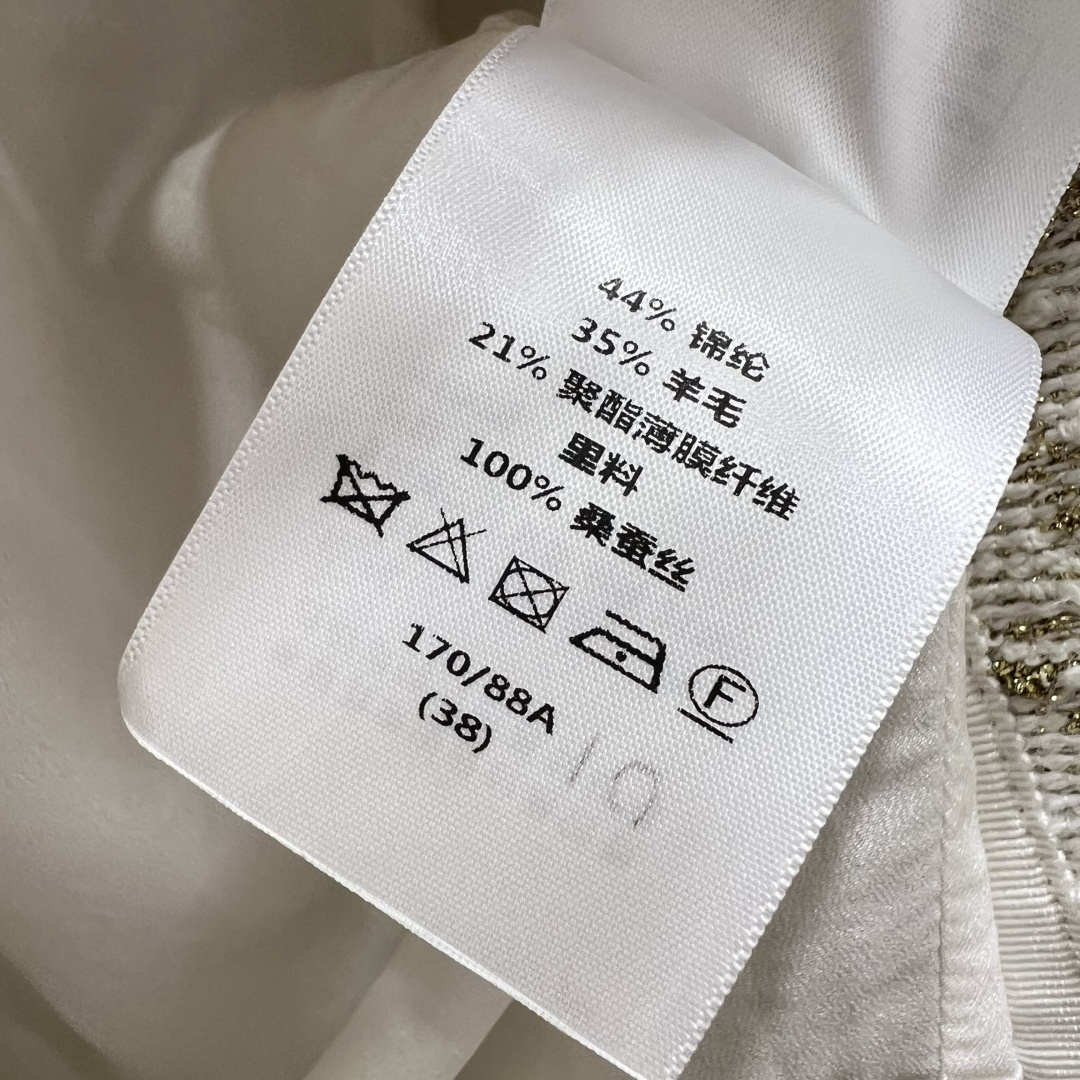 44% 锦纶
35% 羊毛
21% 聚酯薄膜纤维
里料
100% 桑蚕丝
F
170/88A
(38)